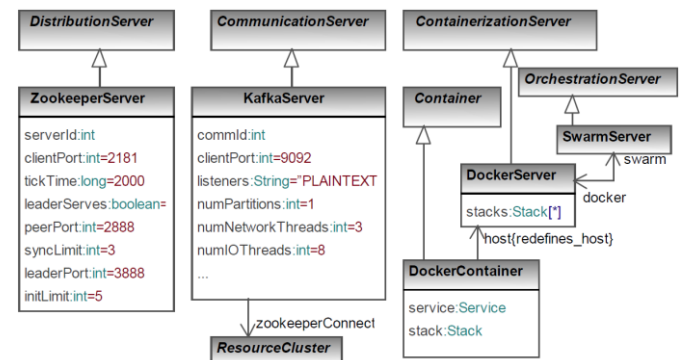 DistributionServer
ZookeeperServer
serverId:int
clientPort:int=2181
tickTime:long=2000
leaderServes:boolean=
peerPort:int=2888
syncLimit:int=3
leaderPort:int=3888
initLimit:int=5
CommunicationServer
KafkaServer
commId:int
clientPort:int=9092
listeners:String="PLAINTEXT
numPartitions:int=1
numNetworkThreads:int=3
numIOThreads:int=8
...
zookeeperConnect
ResourceCluster
ContainerizationServer
OrchestrationServer
Container
SwarmServer
swarm
DockerServer
docker
stacks:Stack[*]
host{redefines_host}
DockerContainer
service:Service
stack:Stack